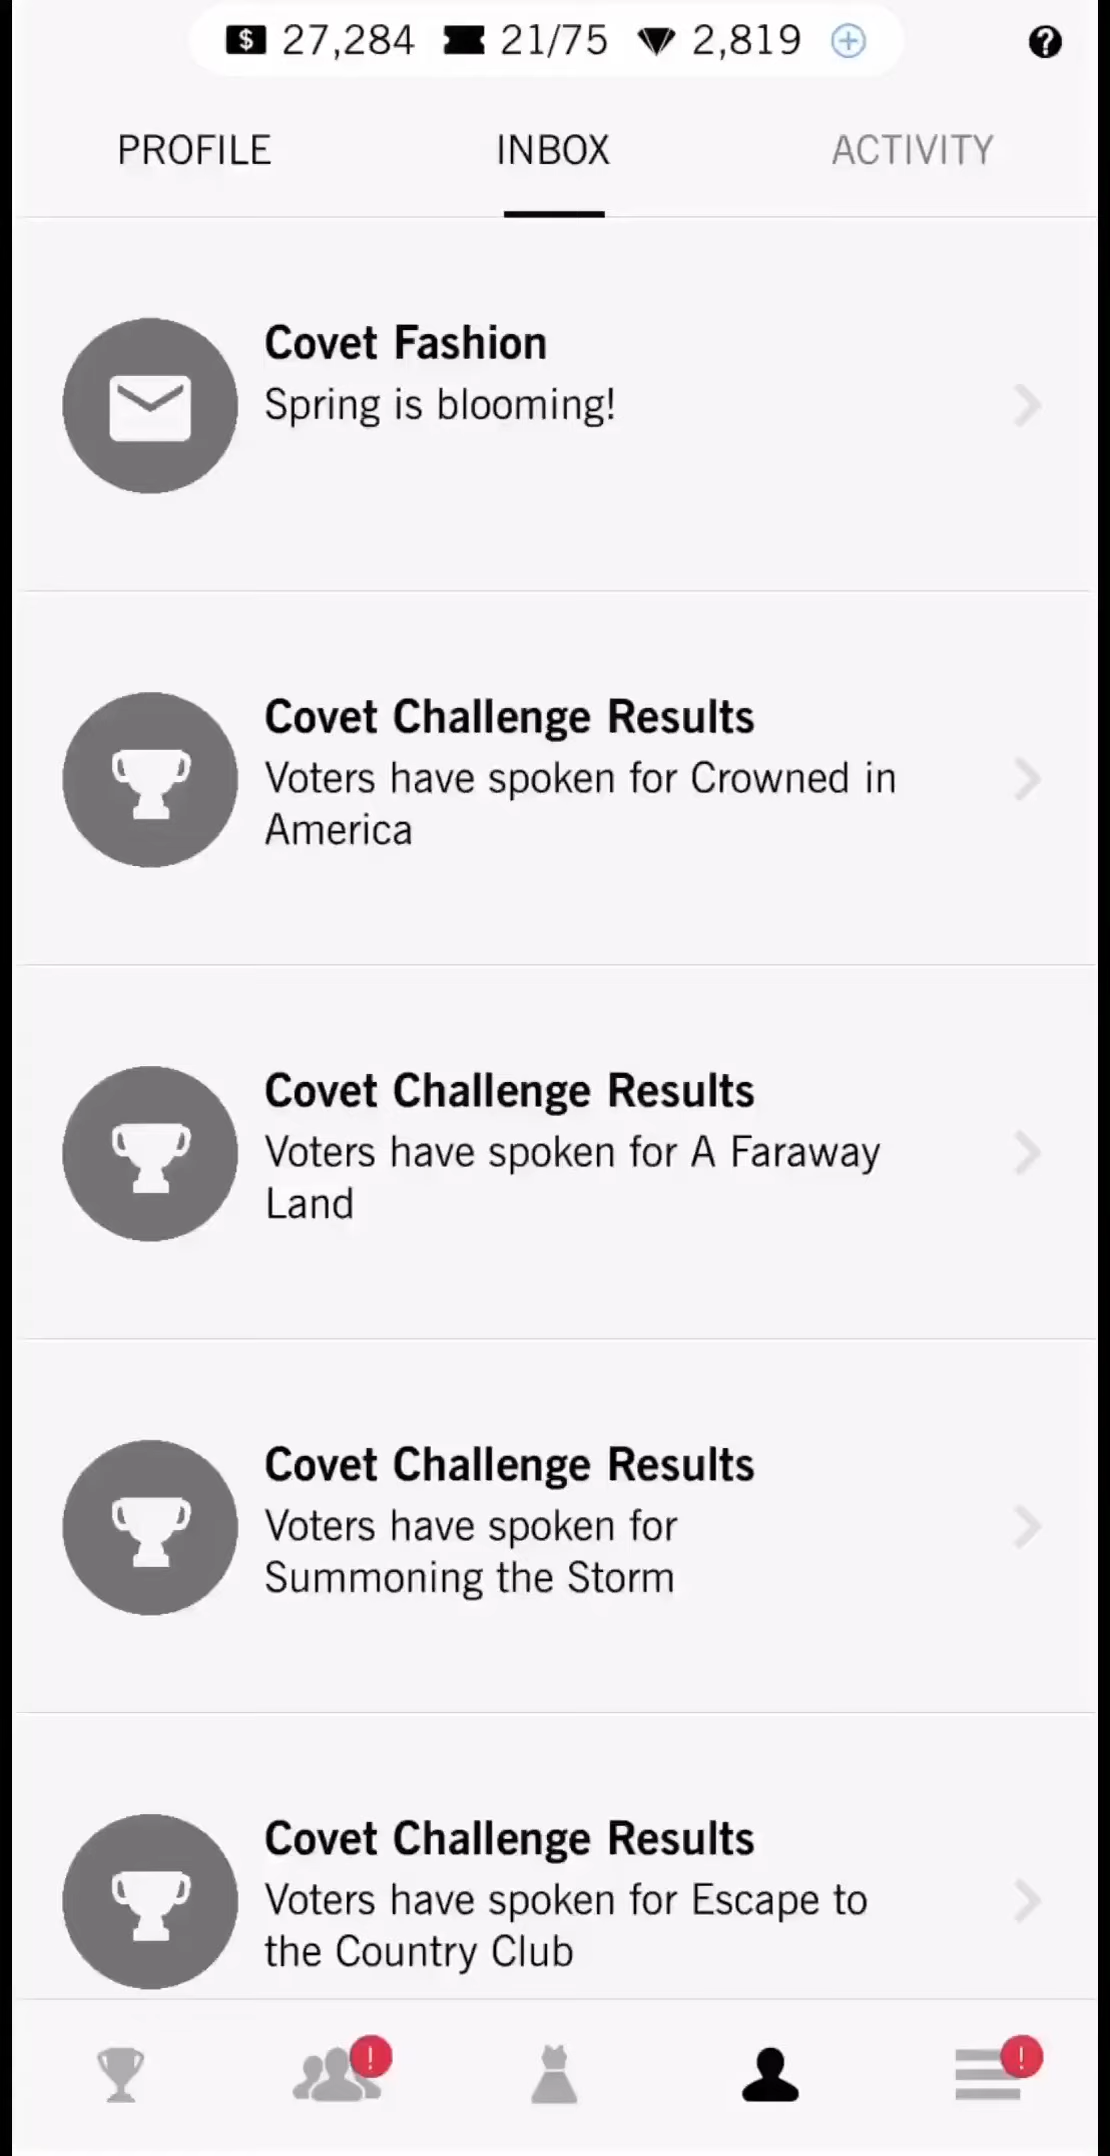 $ 27,284 21/75 2,819 + ?
PROFILE INBOX ACTIVITY
Covet Fashion
Spring is blooming!
Covet Challenge Results
Voters have spoken for Crowned in
America
Covet Challenge Results
Voters have spoken for A Faraway
Land
Covet Challenge Results
Voters have spoken for
Summoning the Storm
Covet Challenge Results
Voters have spoken for Escape to
the Country Club
! !